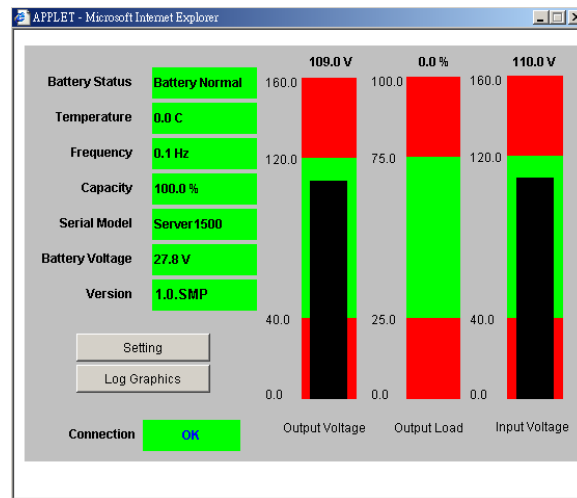 APPLET - Microsoft Internet Explorer
109.0 V 0.0 % 110.0 V
Battery Status Battery Normal 160.0 100.0 160.0
Temperature 0.0 C
Frequency 0.1 Hz 120.0 75.0 120.0
Capacity 100.0 %
Serial Model Server1500
Battery Voltage 27.8 V
Version 1.0.SMP
40.0 25.0 40.0
Setting
Log Graphics
0.0 0.0 0.0
Connection OK Output Voltage Output Load Input Voltage